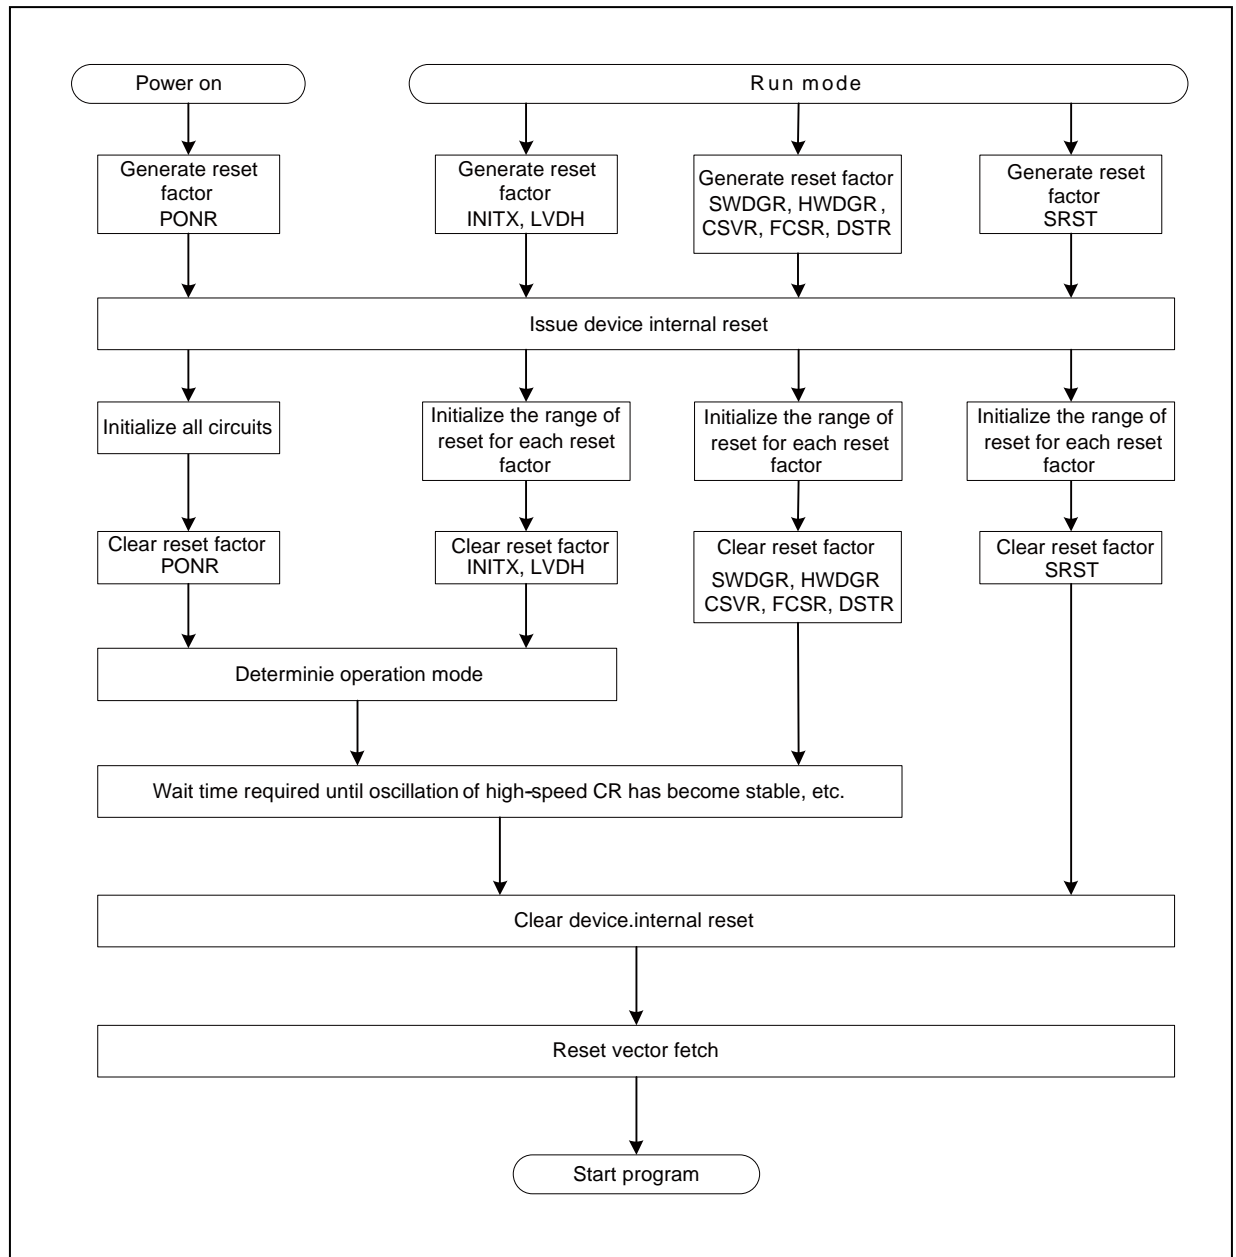 Power on
Run mode
Generate reset
factor
PONR
Generate reset
factor
INITX, LVDH
Generate reset factor
SWDGR, HWDGR,
CSVR, FCSR, DSTR
Generate reset
factor
SRST
Issue device internal reset
Initialize all circuits
Initialize the range of
reset for each reset
factor
Initialize the range of
reset for each reset
factor
Initialize the range of
reset for each reset
factor
Clear reset factor
PONR
Clear reset factor
INITX, LVDH
Clear reset factor
SWDGR, HWDGR
CSVR, FCSR, DSTR
Clear reset factor
SRST
Determinie operation mode
Wait time required until oscillation of high-speed CR has become stable, etc.
Clear device.internal reset
Reset vector fetch
Start program